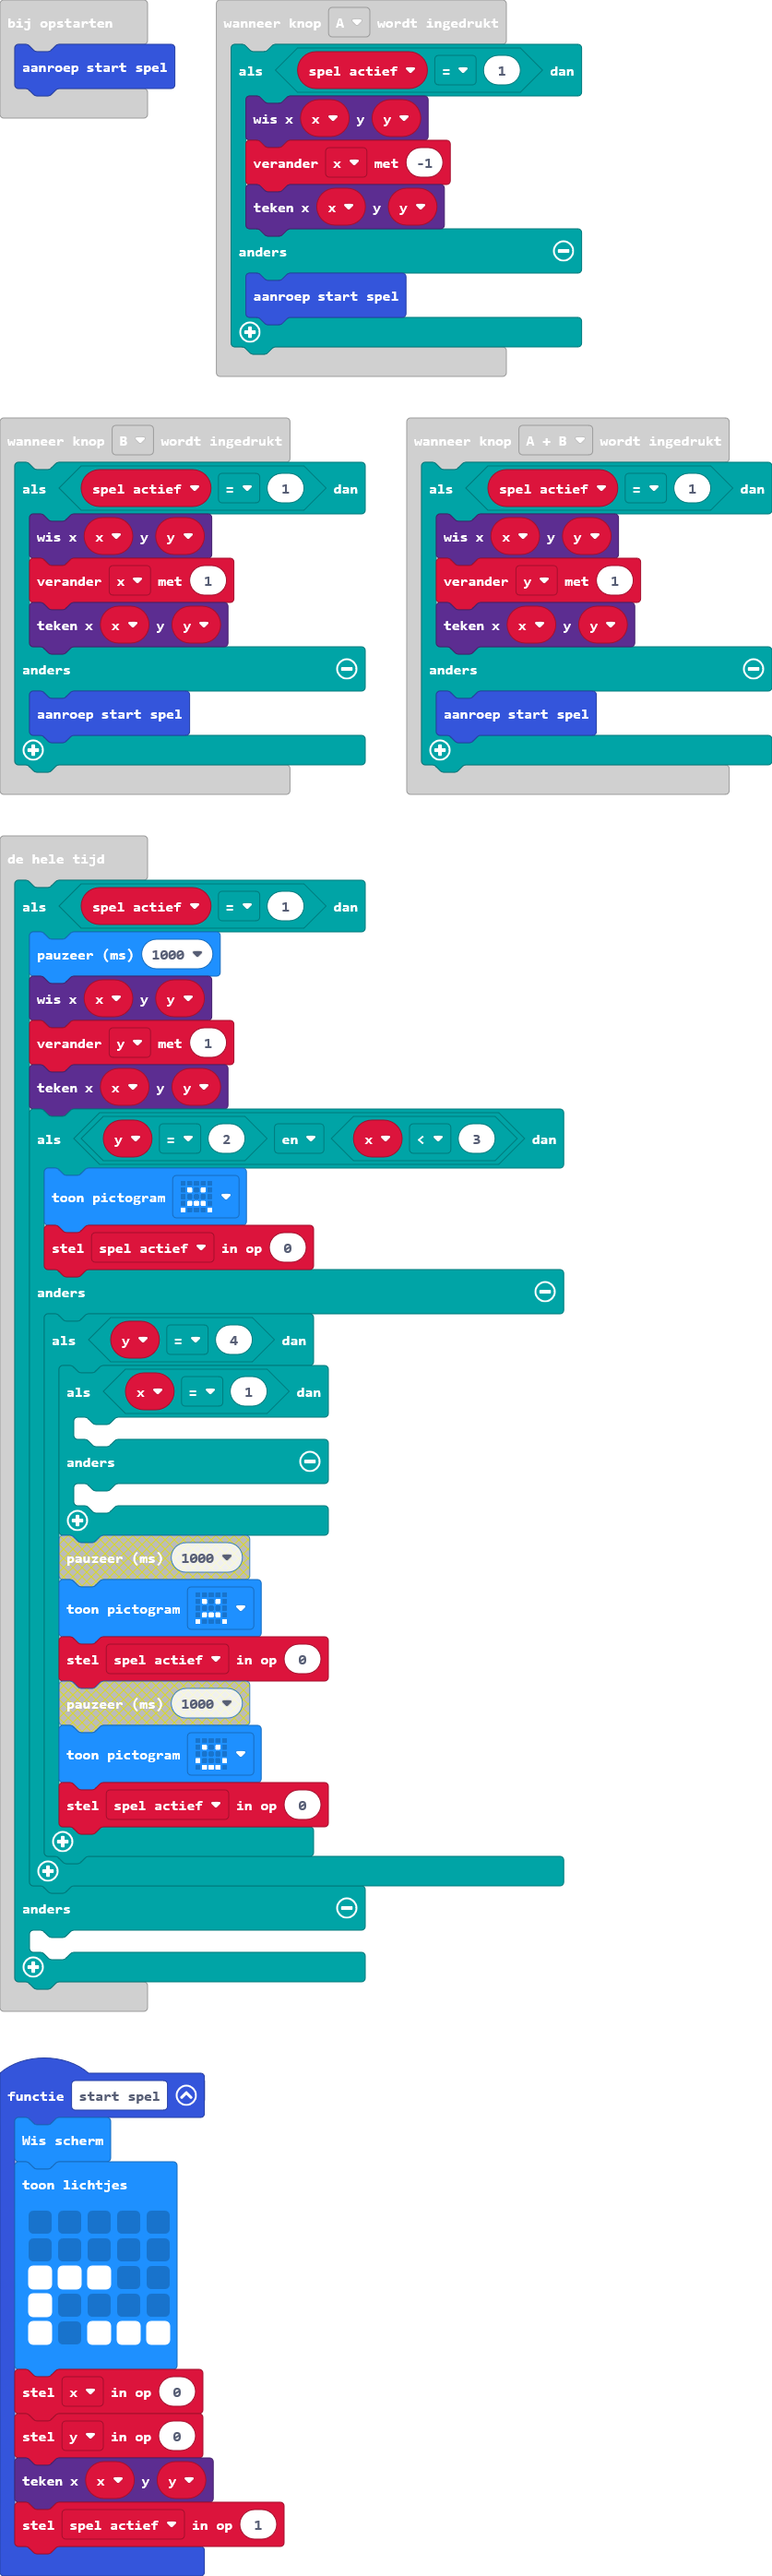 bij opstarten
aanroep start spel
wanneer knop A wordt ingedrukt
als spel actief = 1 dan
wis x x y y
verander x met -1
teken x x y y
anders
aanroep start spel
wanneer knop B wordt ingedrukt
als spel actief = 1 dan
wis x x y y
verander x met 1
teken x x y y
anders
aanroep start spel
wanneer knop A + B wordt ingedrukt
als spel actief = 1 dan
wis x x y y
verander y met 1
teken x x y y
anders
aanroep start spel
de hele tijd
als spel actief = 1 dan
pauzeer (ms) 1000
wis x x y y
verander y met 1
teken x x y y
als y = 2 en x < 3 dan
toon pictogram
stel spel actief in op 0
anders
als y = 4 dan
als x = 1 dan
anders
pauzeer (ms) 1000
toon pictogram
stel spel actief in op 0
pauzeer (ms) 1000
toon pictogram
stel spel actief in op 0
anders
functie start spel
Wis scherm
toon lichtjes
stel x in op 0
stel y in op 0
teken x x y y
stel spel actief in op 1